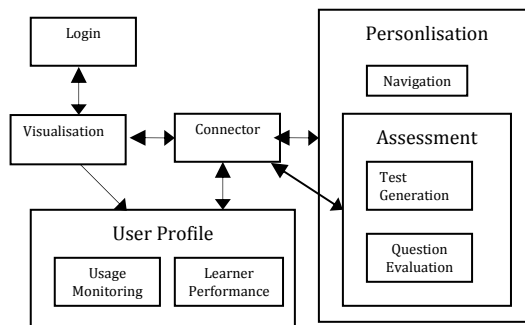 Login
Personlisation
Navigation
Visualisation
Connector
Assessment
Test
Generation
Question
Evaluation
User Profile
Usage
Monitoring
Learner
Performance